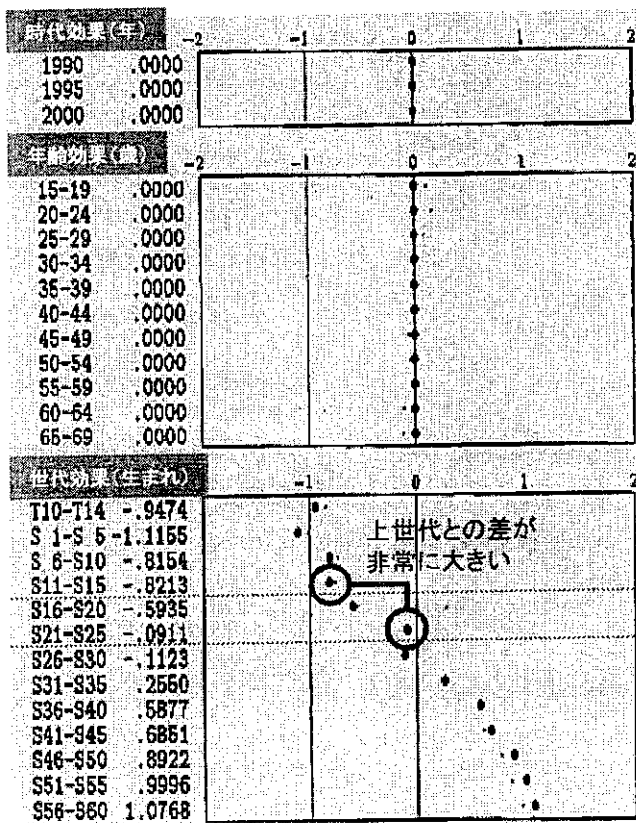 時代効果(年) -2 -1 0 1 2
1990 .0000
1995 .0000
2000 .0000
年齢効果(歳) -2 -1 0 1 2
15-19 .0000
20-24 .0000
25-29 .0000
30-34 .0000
35-39 .0000
40-44 .0000
45-49 .0000
50-54 .0000
55-59 .0000
60-64 .0000
65-69 .0000
世代効果(生まれ) -1 0 1 2
T10-T14 -.9474
S 1-S 5 -1.1155
S 6-S10 -.8154
S11-S15 -.8213
S16-S20 -.5935
S21-S25 -.0911
S26-S30 -.1123
S31-S35 .2550
S36-S40 .5877
S41-S45 .6851
S46-S50 .8922
S51-S55 .9996
S56-S60 1.0768
上世代との差が
非常に大きい